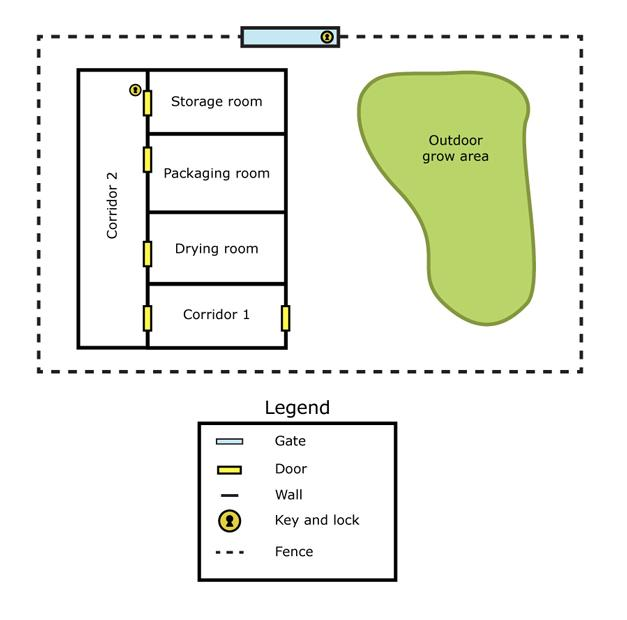 Storage room
Outdoor
grow area
Packaging room
Corridor 2
Drying room
Corridor 1
Legend
Gate
Door
Wall
Key and lock
Fence